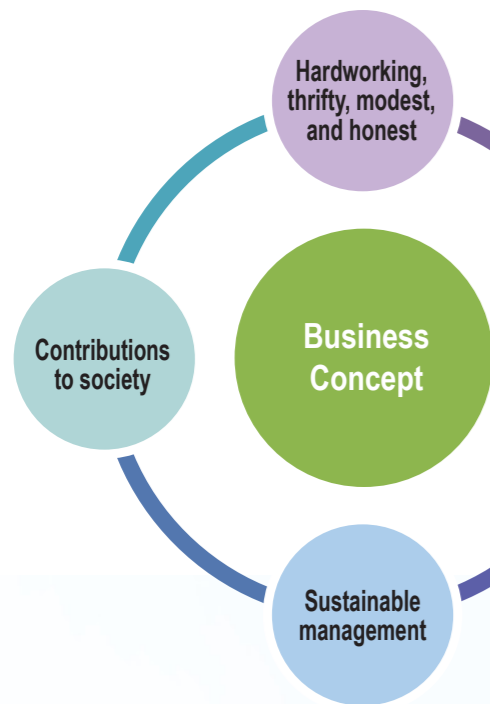 Hardworking,
thrifty, modest,
and honest
Contributions
to society
Business
Concept
Sustainable
management